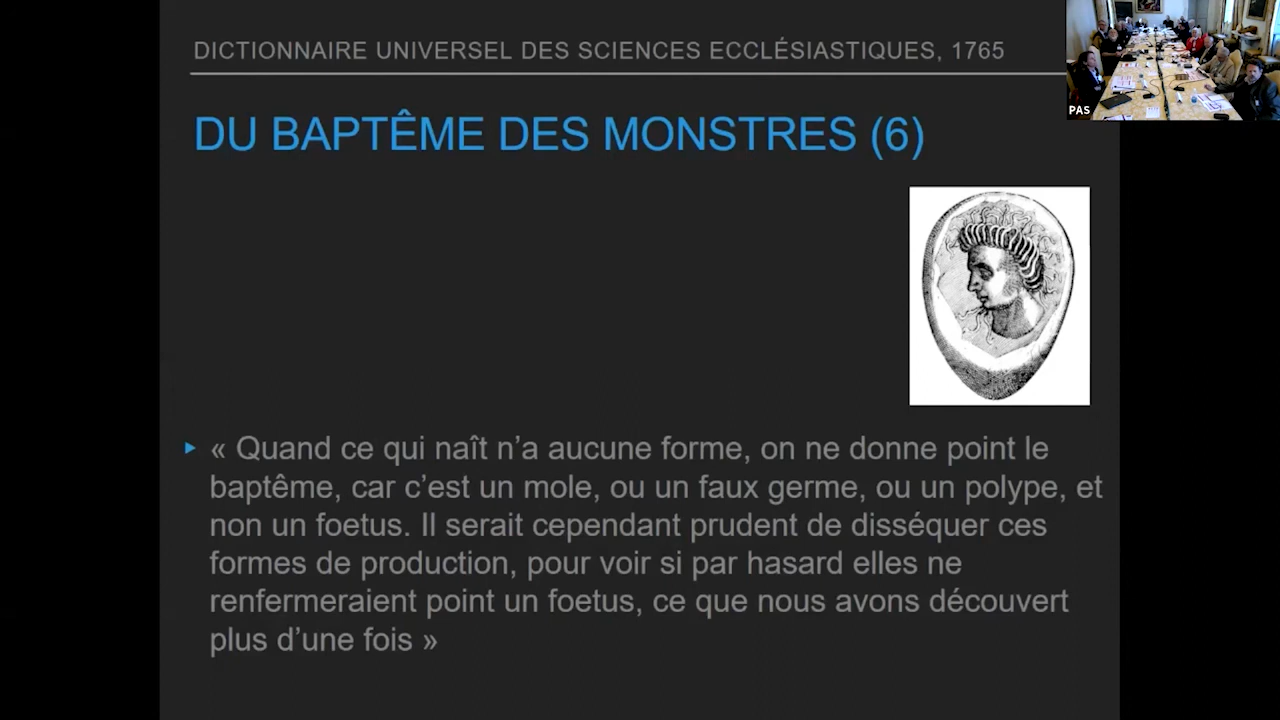 DICTIONNAIRE UNIVERSEL DES SCIENCES ECCLÉSIASTIQUES, 1765
PAS
DU BAPTÊME DES MONSTRES (6)
« Quand ce qui naît n’a aucune forme, on ne donne point le
baptême, car c’est un mole, ou un faux germe, ou un polype, et
non un foetus. Il serait cependant prudent de disséquer ces
formes de production, pour voir si par hasard elles ne
renfermeraient point un foetus, ce que nous avons découvert
plus d’une fois »